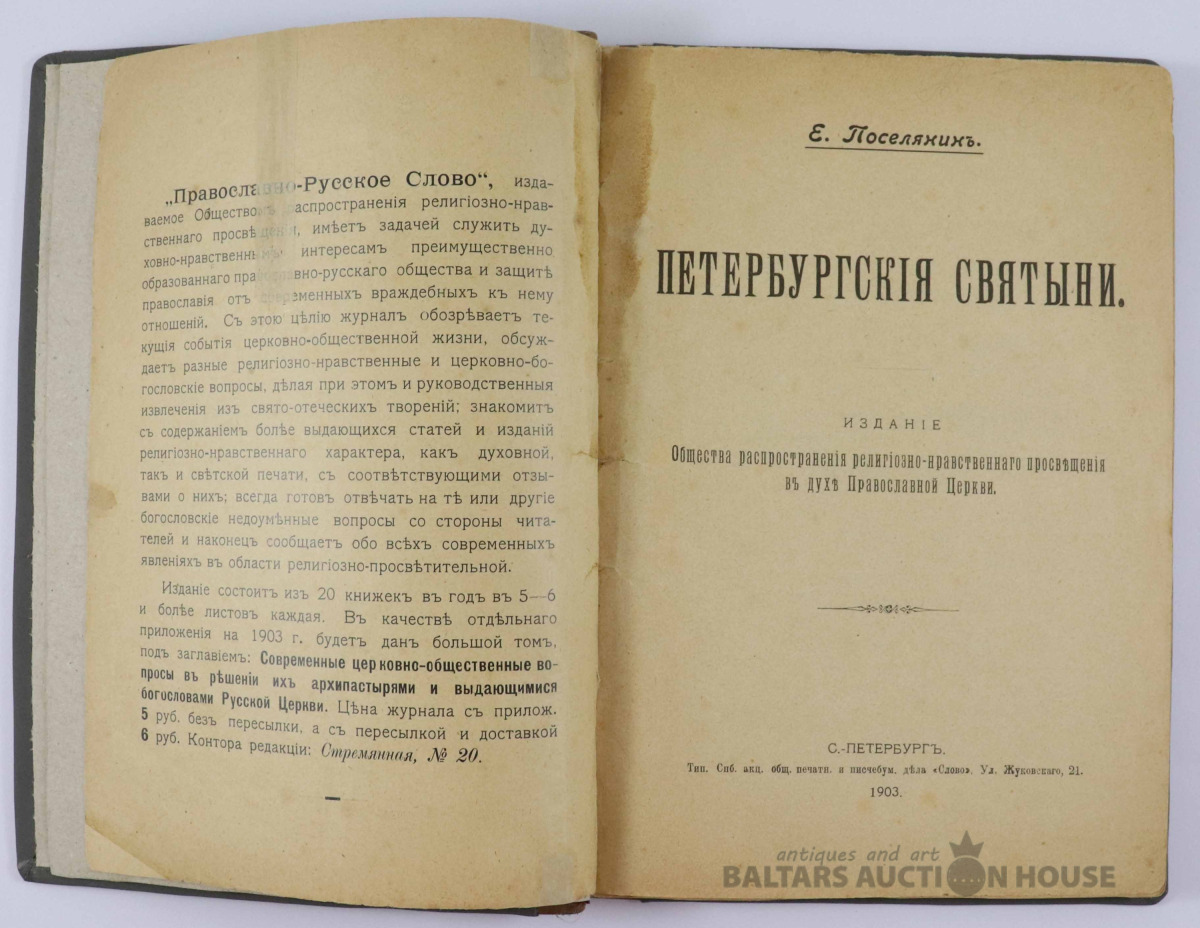 „Православно-Русское Слово“, изда-
ваемое Обществомъ распространенія религіозно-нрав-
ственнаго просвѣщенія, имѣетъ задачей служить ду-
ховно-нравственнымъ интересамъ преимущественно
образованнаго православно-русскаго общества и защитѣ
православія отъ современныхъ враждебныхъ къ нему
отношеній. Съ этою цѣлію журналъ обозрѣваетъ те-
кущія событія церковно-общественной жизни, обсуж-
даетъ разные религіозно-нравственные и церковно-бо-
гословскіе вопросы, дѣлая при этомъ и руководственныя
извлеченія изъ свято-отеческихъ твореній; знакомитъ
съ содержаніемъ болѣе выдающихся статей и изданій
религіозно-нравственнаго характера, какъ духовной,
такъ и свѣтской печати, съ соотвѣтствующими отзы-
вами о нихъ; всегда готовъ отвѣчать на тѣ или другіе
богословскіе недоумѣнные вопросы со стороны чита-
телей и наконецъ сообщаетъ обо всѣхъ современныхъ
явленіяхъ въ области религіозно-просвѣтительной.
Изданіе состоитъ изъ 20 книжекъ въ годъ въ 5—6
и болѣе листовъ каждая. Въ качествѣ отдѣльнаго
приложенія на 1903 г. будетъ данъ большой томъ,
подъ заглавіемъ: Современные церковно-общественные во-
просы въ рѣшеніи ихъ архипастырями и выдающимися
богословами Русской Церкви. Цѣна журнала съ прилож.
5 руб. безъ пересылки, а съ пересылкой и доставкой
6 руб. Контора редакціи: Стремянная, № 20.
Е. Поселянинъ.
ПЕТЕРБУРГСКІЯ СВЯТЫНИ.
ИЗДАНІЕ
Общества распространенія религіозно-нравственнаго просвѣщенія
въ духѣ Православной Церкви.
С.-ПЕТЕРБУРГЪ.
Тип. Спб. акц. общ. печатн. и писчебум. дѣла «Слово». Ул. Жуковскаго, 21.
1903.
antiques and art
BALTARS AUCTION HOUSE